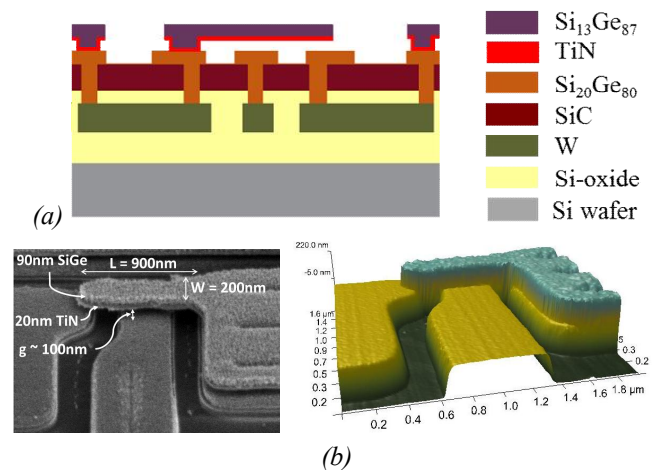 Si₁₃Ge₈₇
TiN
Si₂₀Ge₈₀
SiC
W
Si-oxide
Si wafer
(a)
90nm SiGe
L = 900nm
W = 200nm
20nm TiN
g ~ 100nm
220.0 nm
-5.0 nm
1.6 µm
1.2
1.0
0.9
0.7
0.5
0.3
0.2
0.2
0.4
0.6
0.8
1.0
1.2
1.4
1.6
1.8 µm
0.2
0.3
0.5
(b)